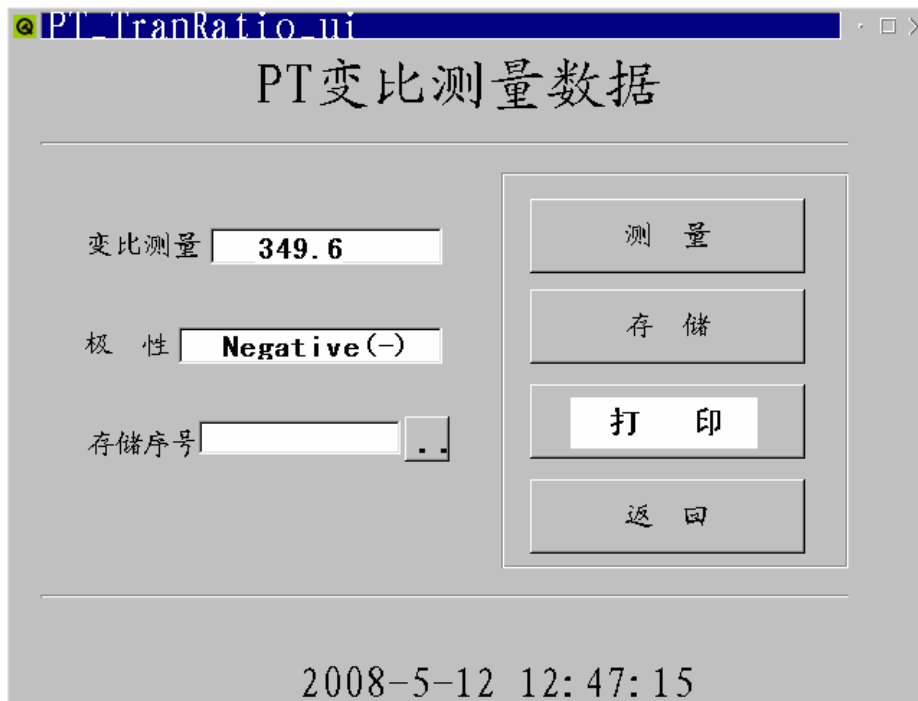 PT_TranRatio_ui
PT变比测量数据
变比测量 349.6
极 性 Negative(-)
存储序号 ..
测 量
存 储
打 印
返 回
2008-5-12 12:47:15